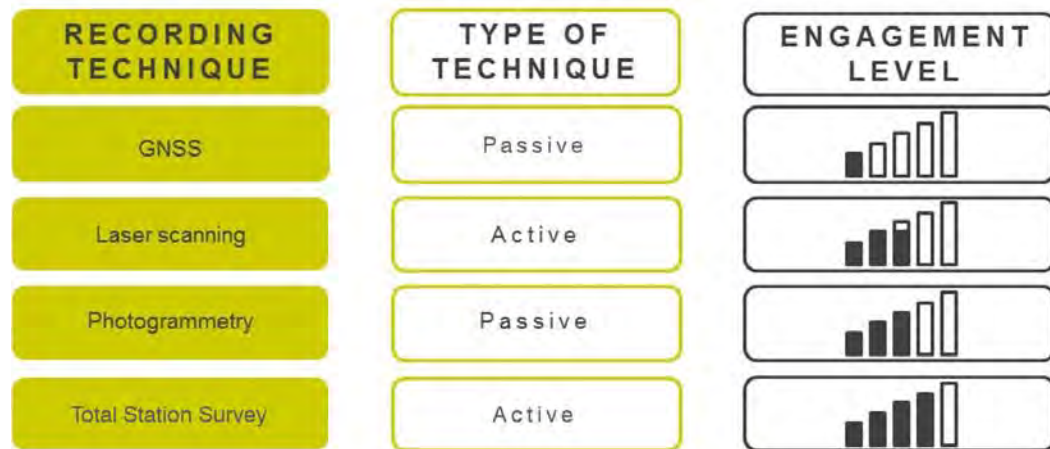 RECORDING
TECHNIQUE
TYPE OF
TECHNIQUE
ENGAGEMENT
LEVEL
GNSS
Passive
Laser scanning
Active
Photogrammetry
Passive
Total Station Survey
Active